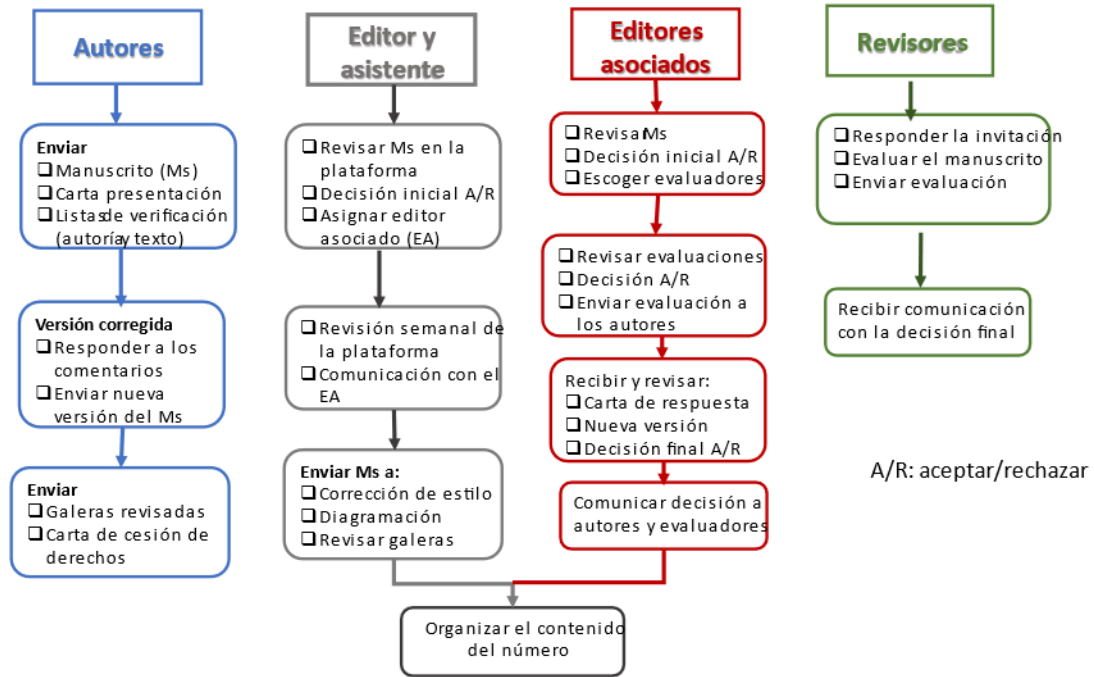 Autores
Enviar
❑ Manuscrito (Ms)
❑ Carta presentación
❑ Listas de verificación
(autoría y texto)
Versión corregida
❑ Responder a los
comentarios
❑ Enviar nueva
versión del Ms
Enviar
❑ Galeras revisadas
❑ Carta de cesión de
derechos
Editor y
asistente
❑ Revisar Ms en la
plataforma
❑ Decisión inicial A/R
❑ Asignar editor
asociado (EA)
❑ Revisión semanal de
la plataforma
❑ Comunicación con el
EA
Enviar Ms a:
❑ Corrección de estilo
❑ Diagramación
❑ Revisar galeras
Editores
asociados
❑ Revisar Ms
❑ Decisión inicial A/R
❑ Escoger evaluadores
❑ Revisar evaluaciones
❑ Decisión A/R
❑ Enviar evaluación a
los autores
Recibir y revisar:
❑ Carta de respuesta
❑ Nueva versión
❑ Decisión final A/R
Comunicar decisión a
autores y evaluadores
Organizar el contenido
del número
Revisores
❑ Responder la invitación
❑ Evaluar el manuscrito
❑ Enviar evaluación
Recibir comunicación
con la decisión final
A/R: aceptar/rechazar